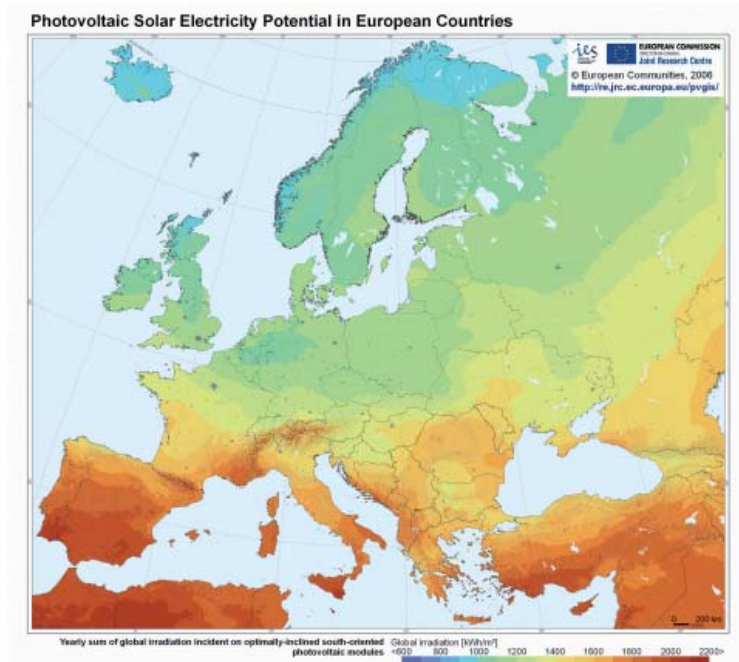 Photovoltaic Solar Electricity Potential in European Countries
ies
EUROPEAN COMMISSION
Joint Research Centre
© European Communities, 2006
http://re.jrc.ec.europa.eu/pvgis/
0 200 km
Yearly sum of global irradiation incident on optimally-inclined south-oriented
photovoltaic modules
Global irradiation [kWh/m²]
<600 800 1000 1200 1400 1600 1800 2000 2200>